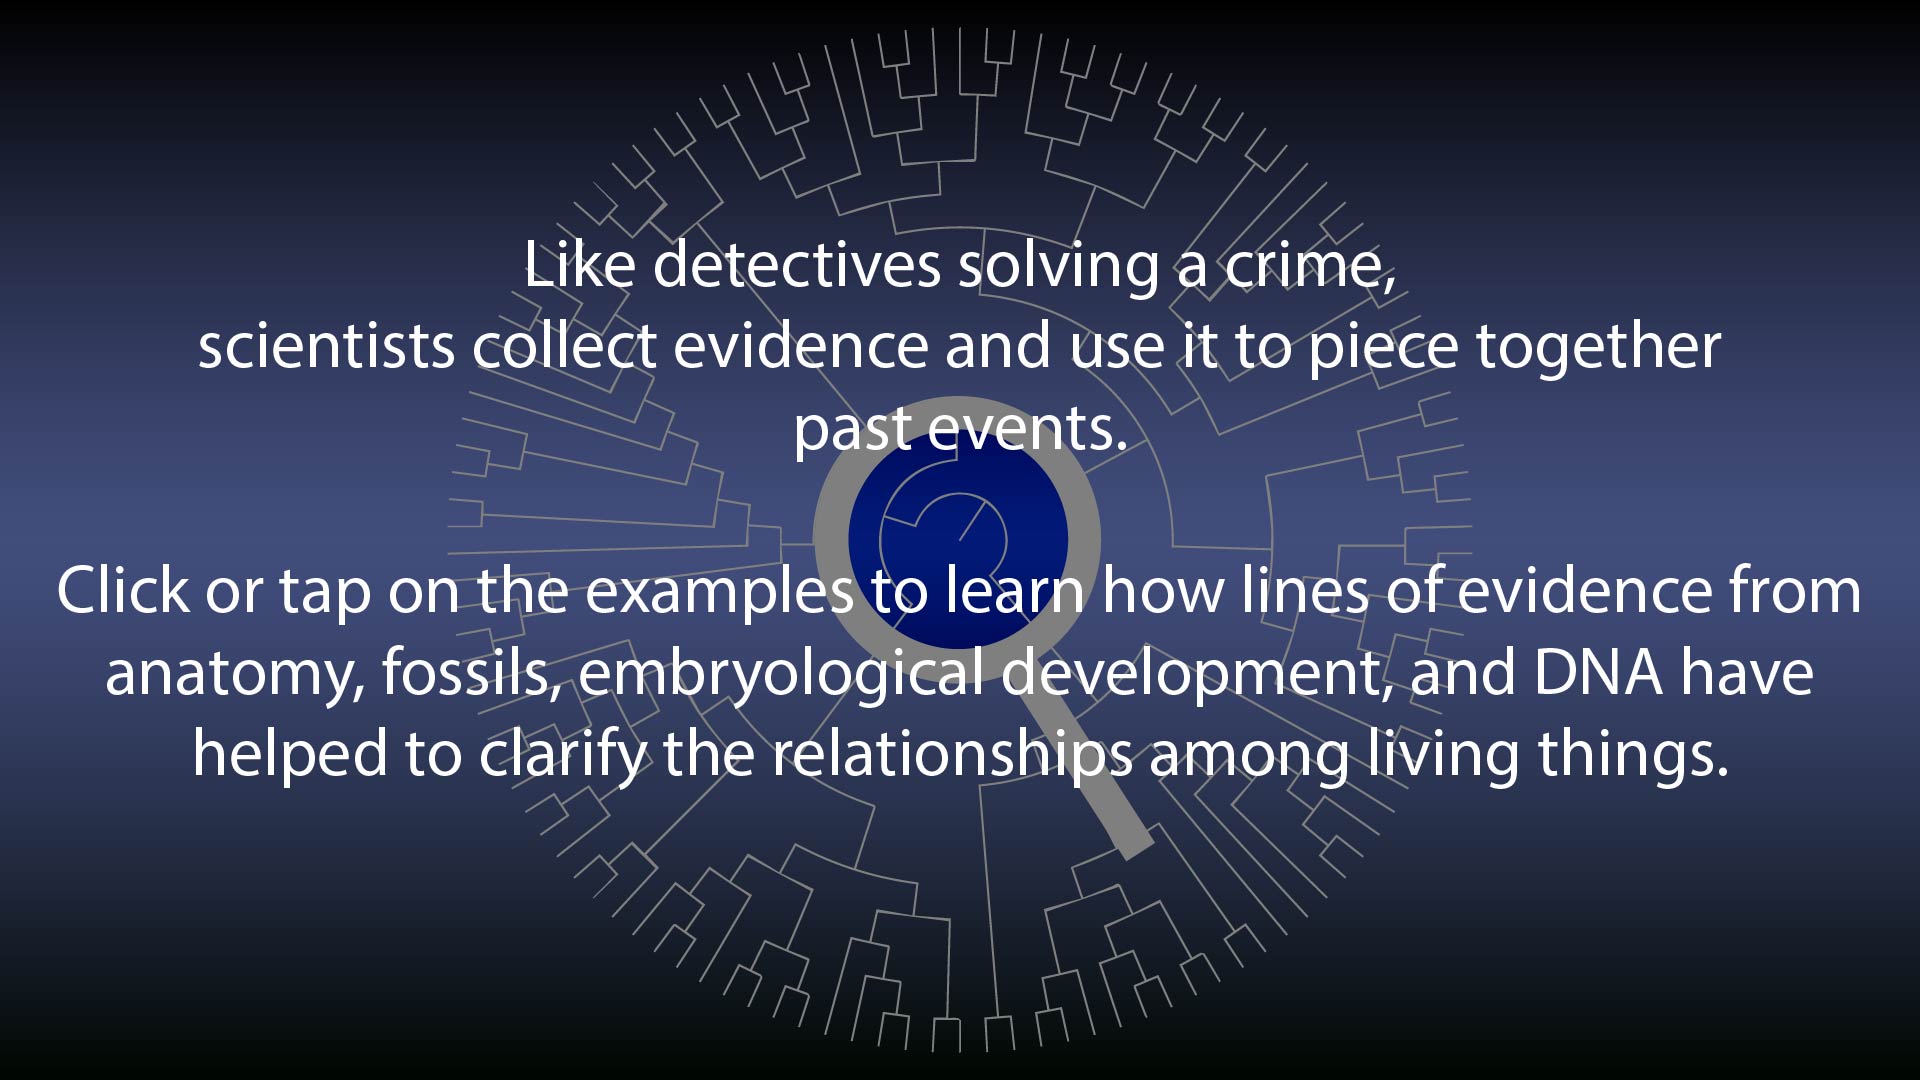 Like detectives solving a crime,
scientists collect evidence and use it to piece together
past events.
Click or tap on the examples to learn how lines of evidence from
anatomy, fossils, embryological development, and DNA have
helped to clarify the relationships among living things.